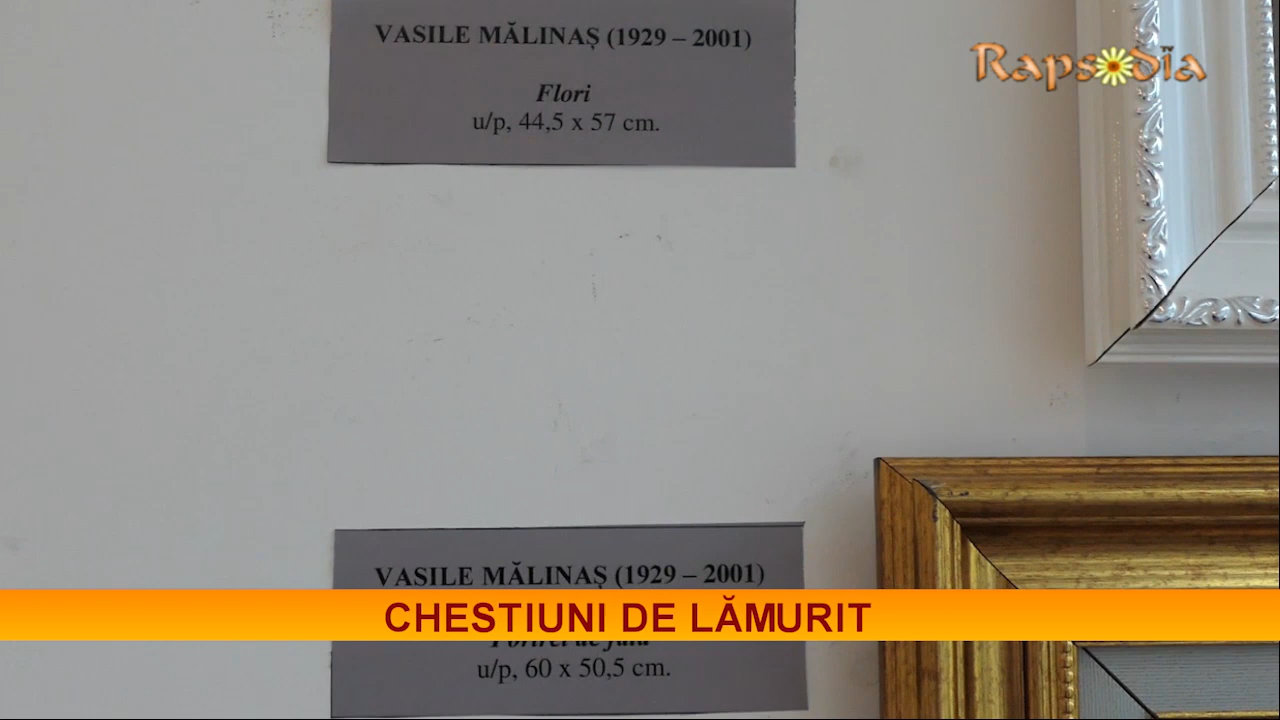 VASILE MĂLINAȘ (1929 – 2001)
Rapsodia
Flori
u/p, 44,5 x 57 cm.
VASILE MĂLINAȘ (1929 – 2001)
CHESTIUNI DE LĂMURIT
u/p, 60 x 50,5 cm.